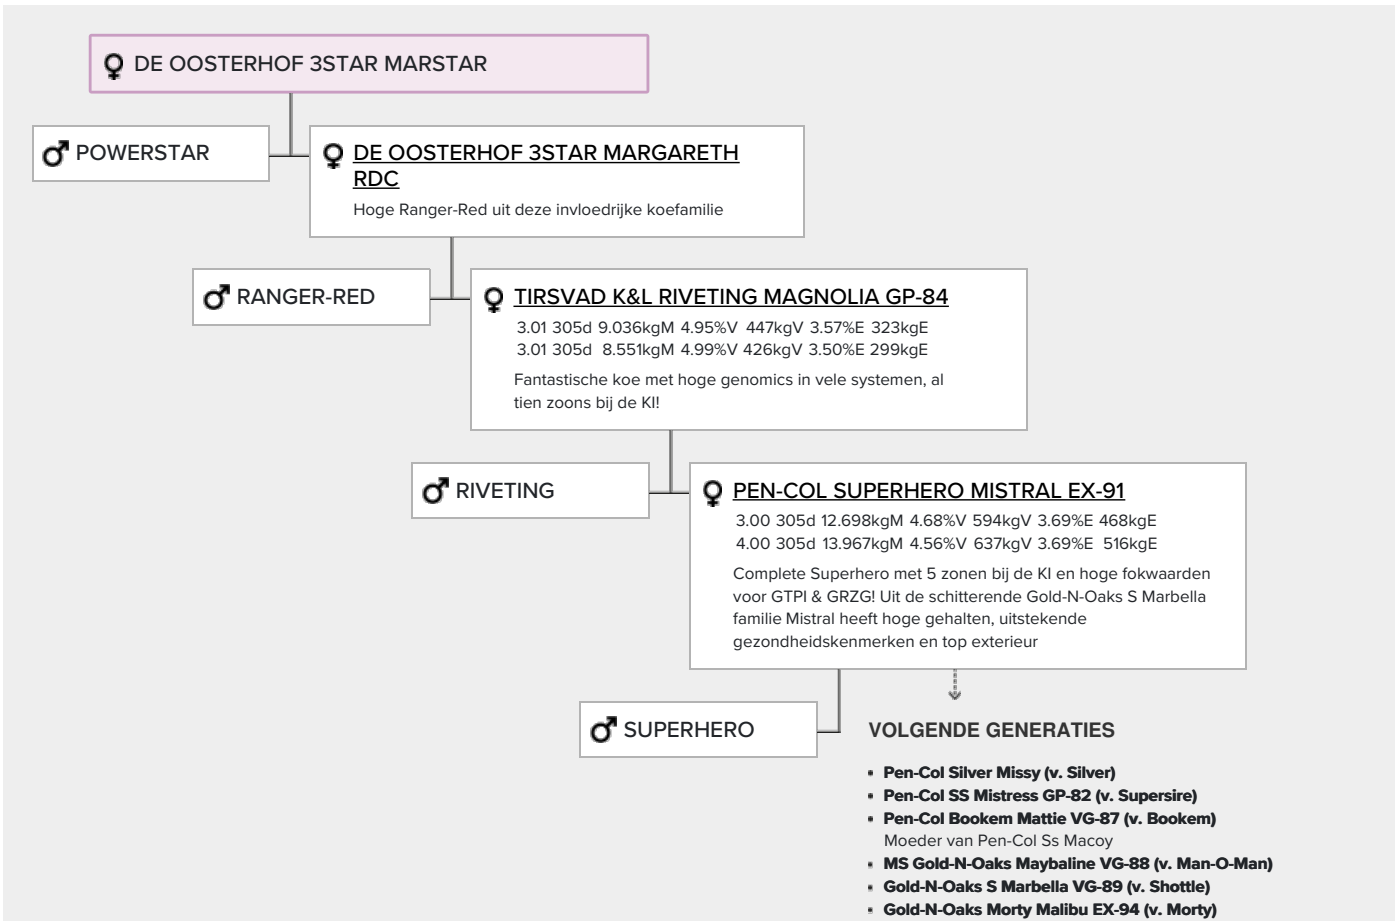 DE OOSTERHOF 3STAR MARSTAR
POWERSTAR
DE OOSTERHOF 3STAR MARGARETH
RDC
Hoge Ranger-Red uit deze invloedrijke koefamilie
RANGER-RED
TIRSVAD K&L RIVETING MAGNOLIA GP-84
3.01 305d 9.036kgM 4.95%V 447kgV 3.57%E 323kgE
3.01 305d 8.551kgM 4.99%V 426kgV 3.50%E 299kgE
Fantastische koe met hoge genomics in vele systemen, al
tien zoons bij de KI!
RIVETING
PEN-COL SUPERHERO MISTRAL EX-91
3.00 305d 12.698kgM 4.68%V 594kgV 3.69%E 468kgE
4.00 305d 13.967kgM 4.56%V 637kgV 3.69%E 516kgE
Complete Superhero met 5 zonen bij de KI en hoge fokwaarden
voor GTPI & GRZG! Uit de schitterende Gold-N-Oaks S Marbella
familie Mistral heeft hoge gehalten, uitstekende
gezondheidskenmerken en top exterieur
SUPERHERO
VOLGENDE GENERATIES
• Pen-Col Silver Missy (v. Silver)
• Pen-Col SS Mistress GP-82 (v. Supersire)
• Pen-Col Bookem Mattie VG-87 (v. Bookem)
Moeder van Pen-Col Ss Macoy
• MS Gold-N-Oaks Maybaline VG-88 (v. Man-O-Man)
• Gold-N-Oaks S Marbella VG-89 (v. Shottle)
• Gold-N-Oaks Morty Malibu EX-94 (v. Morty)